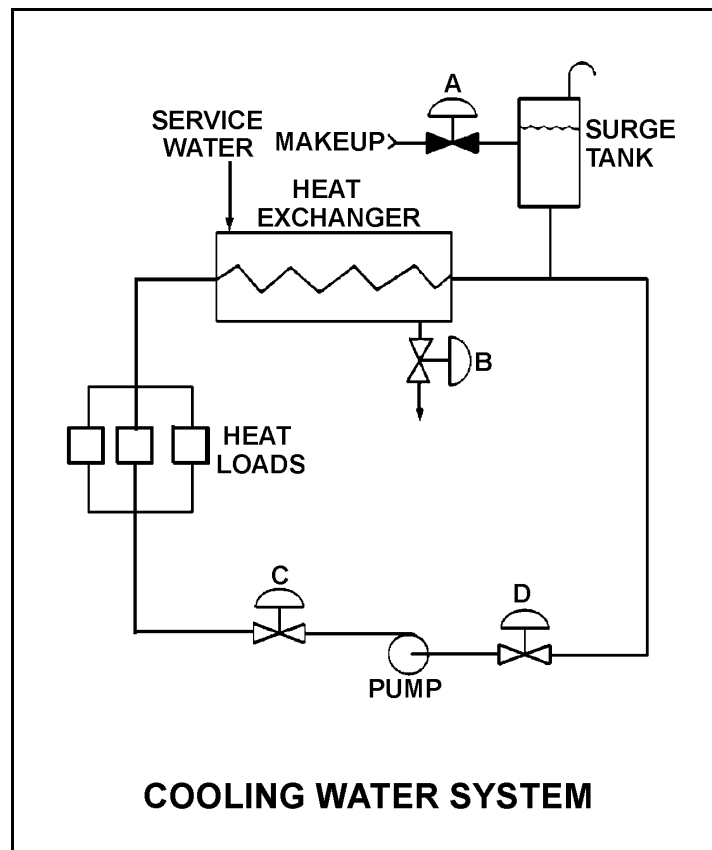 A
SERVICE
WATER
MAKEUP
SURGE
TANK
HEAT
EXCHANGER
B
HEAT
LOADS
C
D
PUMP
COOLING WATER SYSTEM